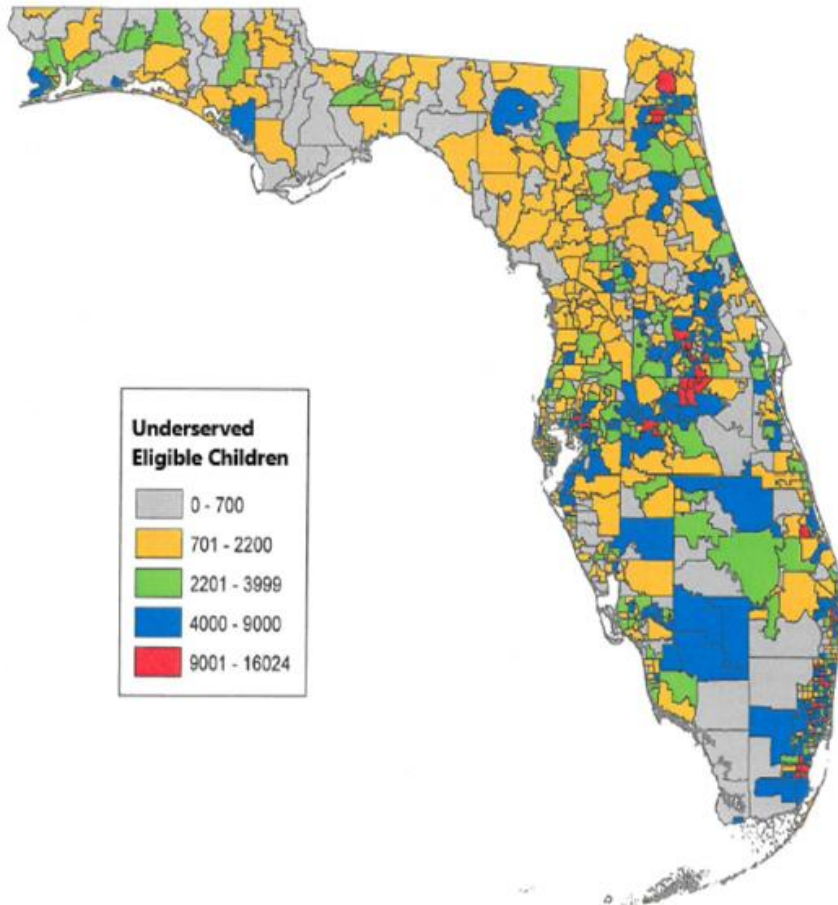 Underserved
Eligible Children
0 - 700
701 - 2200
2201 - 3999
4000 - 9000
9001 - 16024